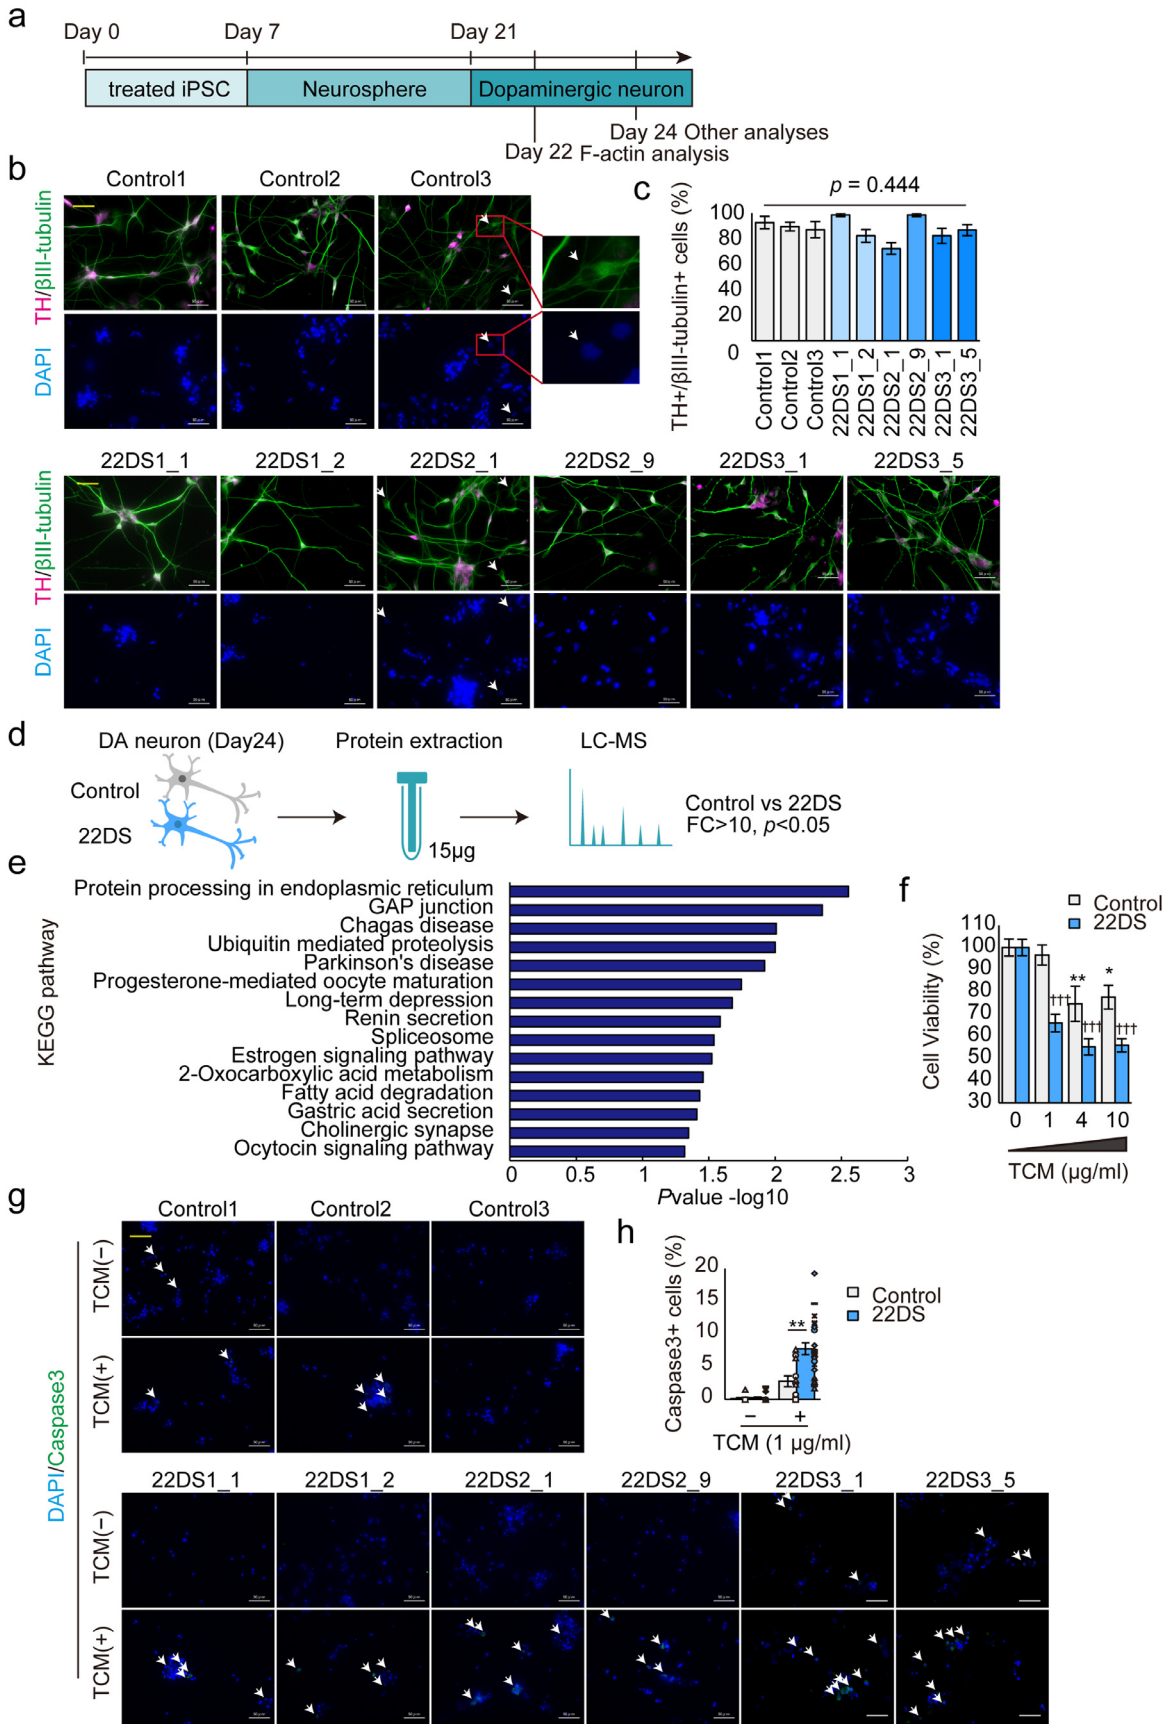 a
Day 0
Day 7
Day 21
treated iPSC
Neurosphere
Dopaminergic neuron
Day 24 Other analyses
Day 22 F-actin analysis
b
Control1
Control2
Control3
TH/βIII-tubulin
DAPI
c
p = 0.444
TH+/βIII-tubulin+ cells (%)
100
80
60
40
20
0
Control1
Control2
Control3
22DS1_1
22DS1_2
22DS2_1
22DS2_9
22DS3_1
22DS3_5
22DS1_1
22DS1_2
22DS2_1
22DS2_9
22DS3_1
22DS3_5
TH/βIII-tubulin
DAPI
d
DA neuron (Day24)
Protein extraction
LC-MS
Control
22DS
15µg
Control vs 22DS
FC>10, p<0.05
e
KEGG pathway
Protein processing in endoplasmic reticulum
GAP junction
Chagas disease
Ubiquitin mediated proteolysis
Parkinson's disease
Progesterone-mediated oocyte maturation
Long-term depression
Renin secretion
Spliceosome
Estrogen signaling pathway
2-Oxocarboxylic acid metabolism
Fatty acid degradation
Gastric acid secretion
Cholinergic synapse
Ocytocin signaling pathway
0
0.5
1
1.5
2
2.5
3
Pvalue -log10
f
Control
22DS
Cell Viability (%)
110
100
90
80
70
60
50
40
30
**
*
†††
†††
†††
0
1
4
10
TCM (µg/ml)
g
Control1
Control2
Control3
TCM(−)
TCM(+)
DAPI/Caspase3
22DS1_1
22DS1_2
22DS2_1
22DS2_9
22DS3_1
22DS3_5
TCM(−)
TCM(+)
h
Caspase3+ cells (%)
20
15
10
5
0
**
Control
22DS
−
+
TCM (1 µg/ml)